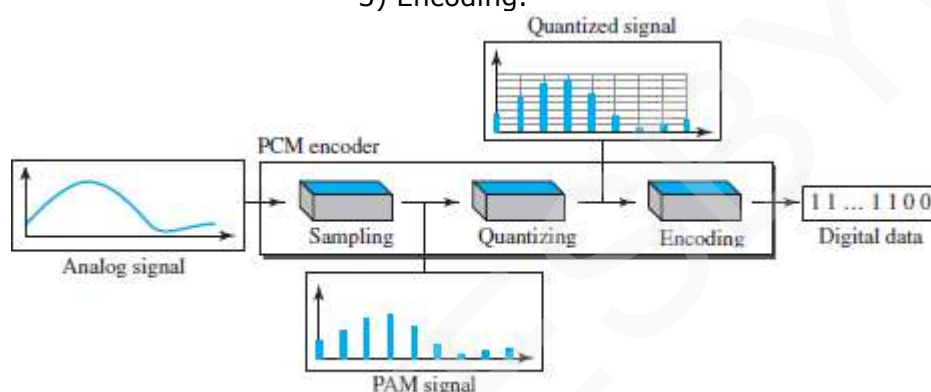 3) Encoding.
Quantized signal
PCM encoder
Sampling
Quantizing
Encoding
11 ... 1100
Digital data
Analog signal
PAM signal